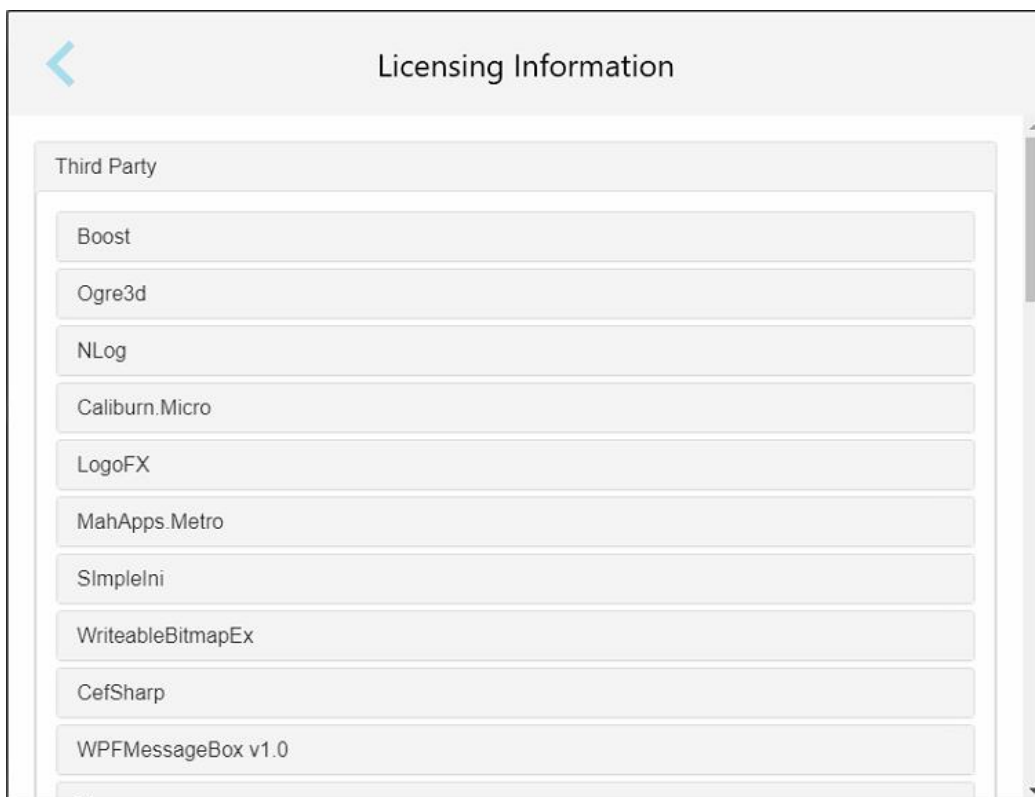 Licensing Information
Third Party
Boost
Ogre3d
NLog
Caliburn.Micro
LogoFX
MahApps.Metro
SImpleIni
WriteableBitmapEx
CefSharp
WPFMessageBox v1.0